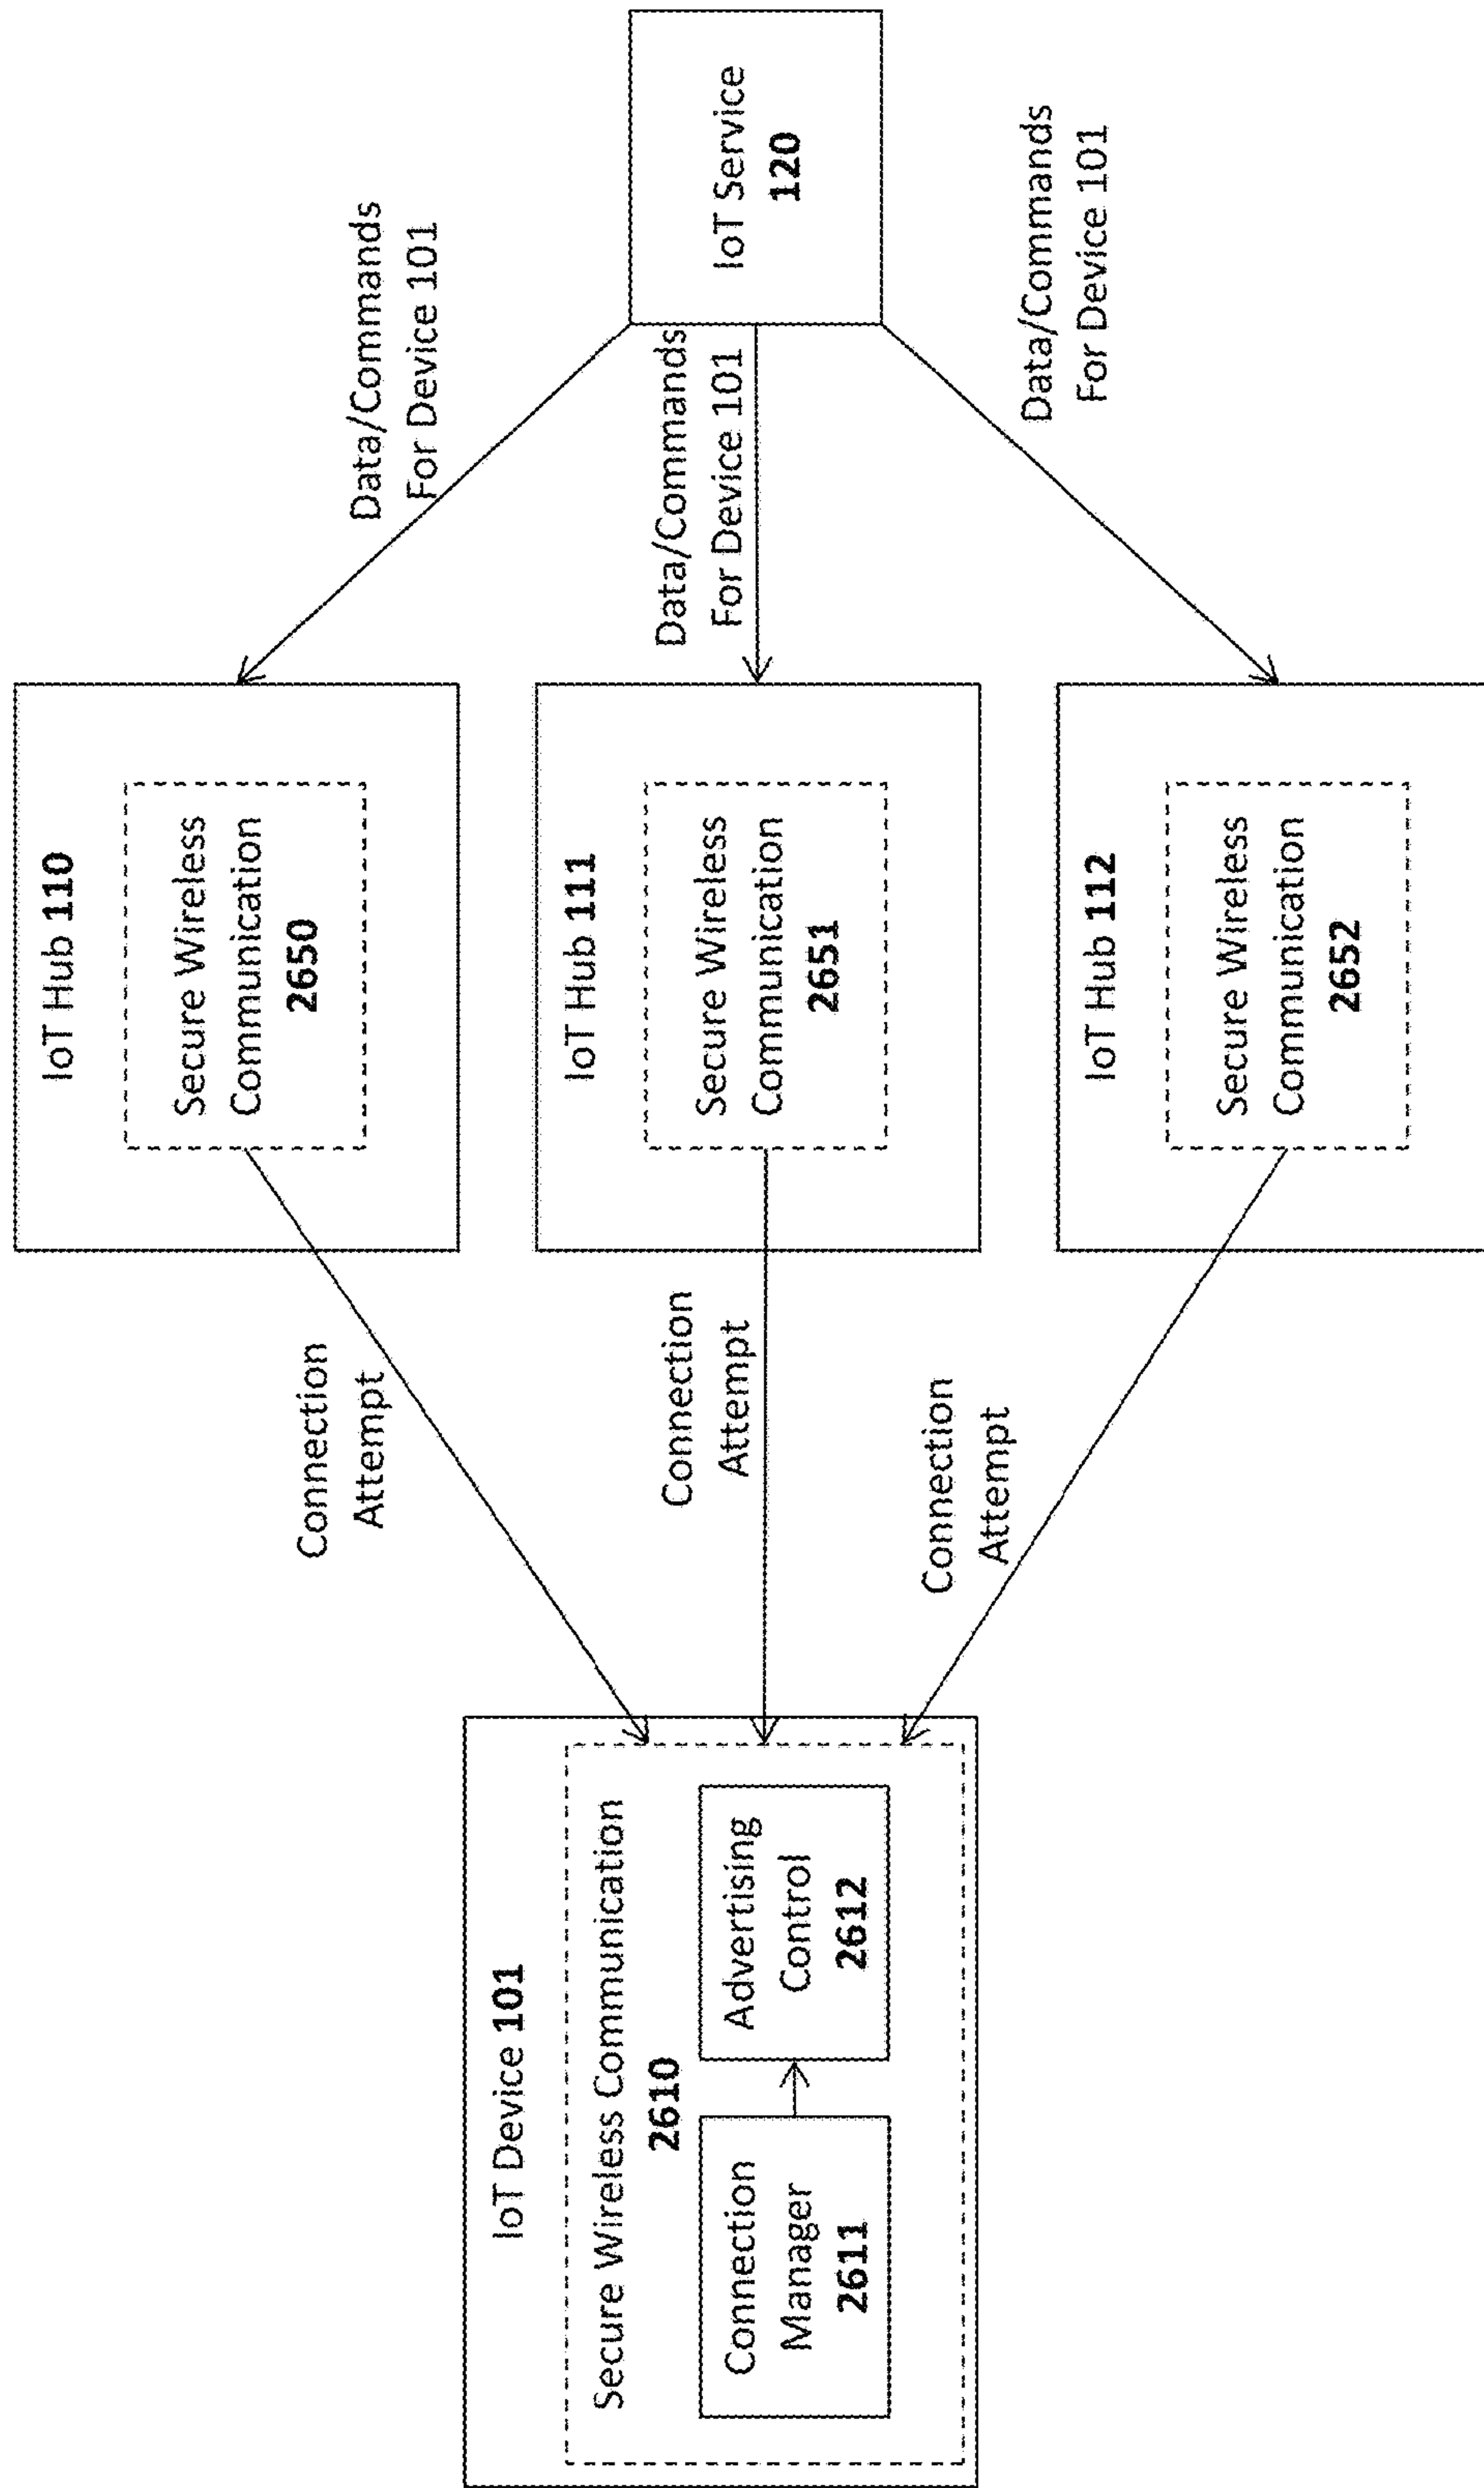 IoT Device 101
Secure Wireless Communication
2610
Connection
Manager
2611
Advertising
Control
2612
Connection
Attempt
Connection
Attempt
Connection
Attempt
IoT Hub 110
Secure Wireless
Communication
2650
IoT Hub 111
Secure Wireless
Communication
2651
IoT Hub 112
Secure Wireless
Communication
2652
Data/Commands
For Device 101
Data/Commands
For Device 101
Data/Commands
For Device 101
IoT Service
120